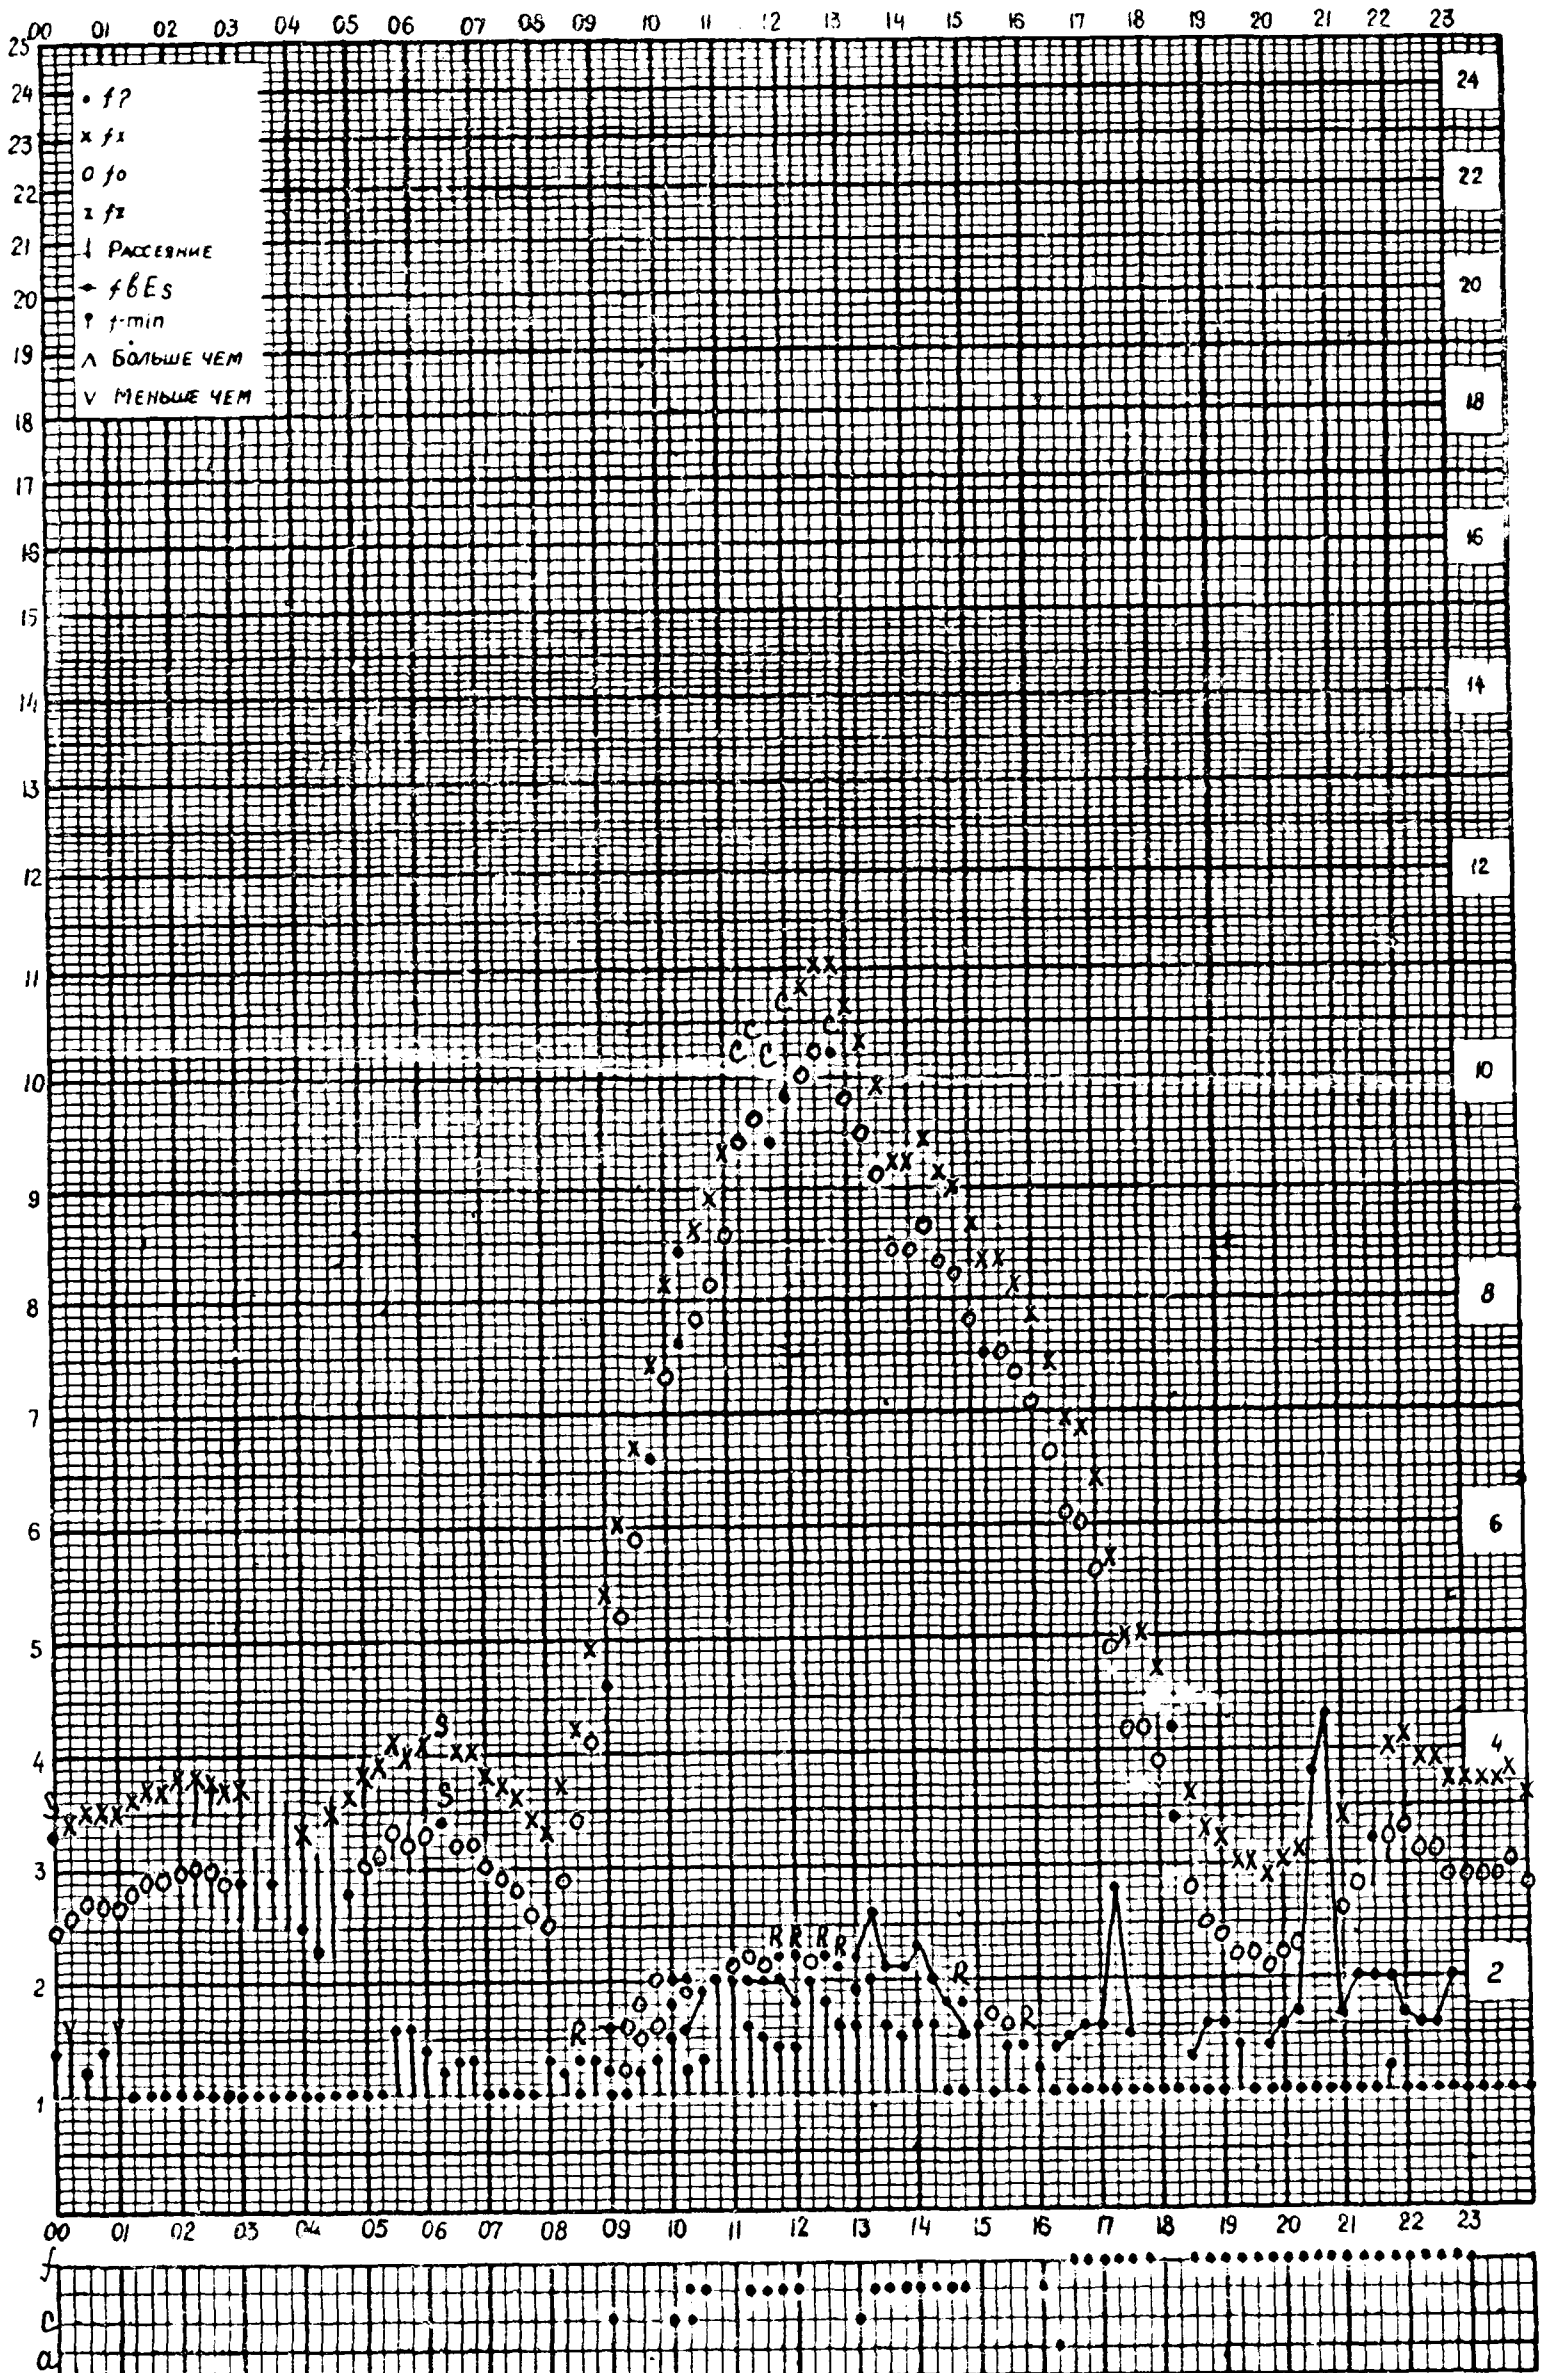 00 01 02 03 04 05 06 07 08 09 10 11 12 13 14 15 16 17 18 19 20 21 22 23
25
24 24
23
22 22
21
20 20
19
18 18
17
16 16
15
14 14
13
12 12
11
10 10
9
8 8
7
6 6
5
4 4
3
2 2
1
• f?
x fx
o fo
z fz
РАССЕЯНИЕ
fbEs
f-min
∧ БОЛЬШЕ ЧЕМ
∨ МЕНЬШЕ ЧЕМ
C C C C C
S S S
R R R R R R R
00 01 02 03 04 05 06 07 08 09 10 11 12 13 14 15 16 17 18 19 20 21 22 23
f
c
a